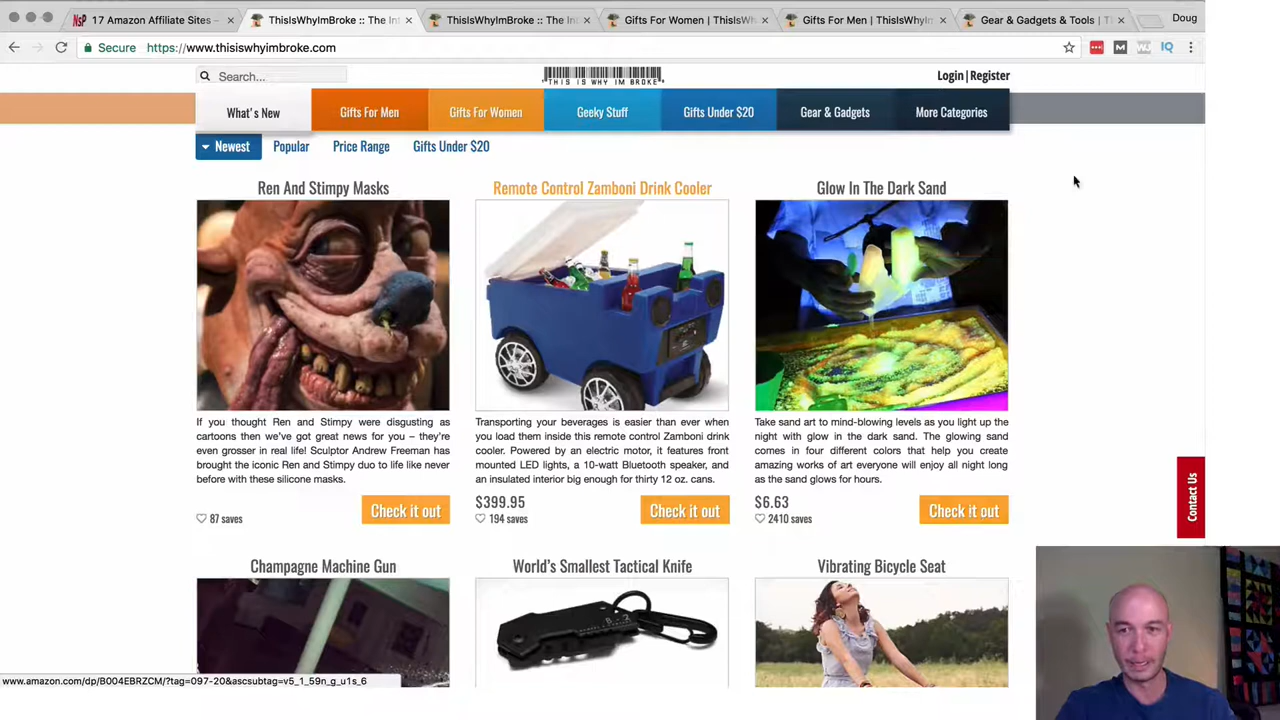 17 Amazon Affiliate Sites –
ThisIsWhyImBroke :: The In
ThisIsWhyImBroke :: The Int
Gifts For Women | ThisIsWh
Gifts For Men | ThisIsWhyIn
Gear & Gadgets & Tools | Th
Doug
Secure
https://www.thisiswhyimbroke.com
Search...
THIS IS WHY IM BROKE
Login | Register
What's New
Gifts For Men
Gifts For Women
Geeky Stuff
Gifts Under $20
Gear & Gadgets
More Categories
Newest
Popular
Price Range
Gifts Under $20
Ren And Stimpy Masks
If you thought Ren and Stimpy were disgusting as
cartoons then we've got great news for you – they're
even grosser in real life! Sculptor Andrew Freeman has
brought the iconic Ren and Stimpy duo to life like never
before with these silicone masks.
87 saves
Check it out
Remote Control Zamboni Drink Cooler
Transporting your beverages is easier than ever when
you load them inside this remote control Zamboni drink
cooler. Powered by an electric motor, it features front
mounted LED lights, a 10-watt Bluetooth speaker, and
an insulated interior big enough for thirty 12 oz. cans.
$399.95
194 saves
Check it out
Glow In The Dark Sand
Take sand art to mind-blowing levels as you light up the
night with glow in the dark sand. The glowing sand
comes in four different colors that help you create
amazing works of art everyone will enjoy all night long
as the sand glows for hours.
$6.63
2410 saves
Check it out
Contact Us
Champagne Machine Gun
World's Smallest Tactical Knife
Vibrating Bicycle Seat
www.amazon.com/dp/B004EBRZCM/?tag=097-20&ascsubtag=v5_1_59n_g_u1s_6